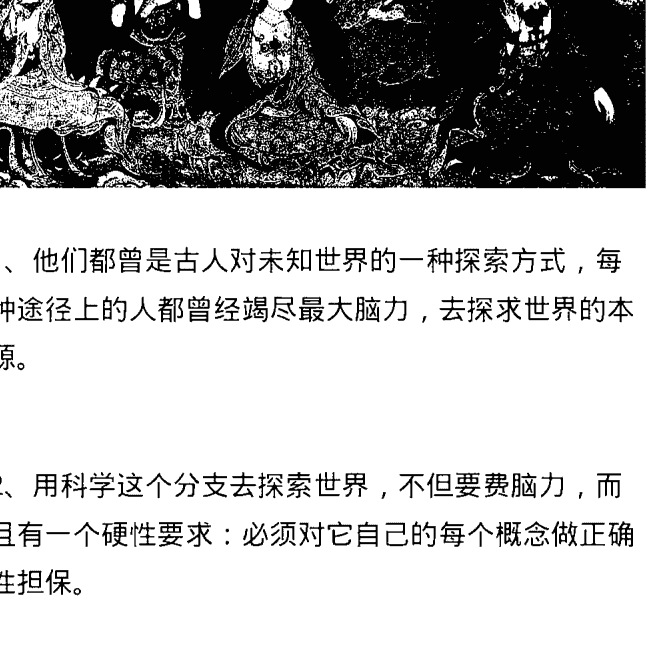 、他们都曾是古人对未知世界的一种探索方式，每
种途径上的人都曾经竭尽最大脑力，去探求世界的本
源。
2、用科学这个分支去探索世界，不但要费脑力，而
且有一个硬性要求：必须对它自己的每个概念做正确
性担保。